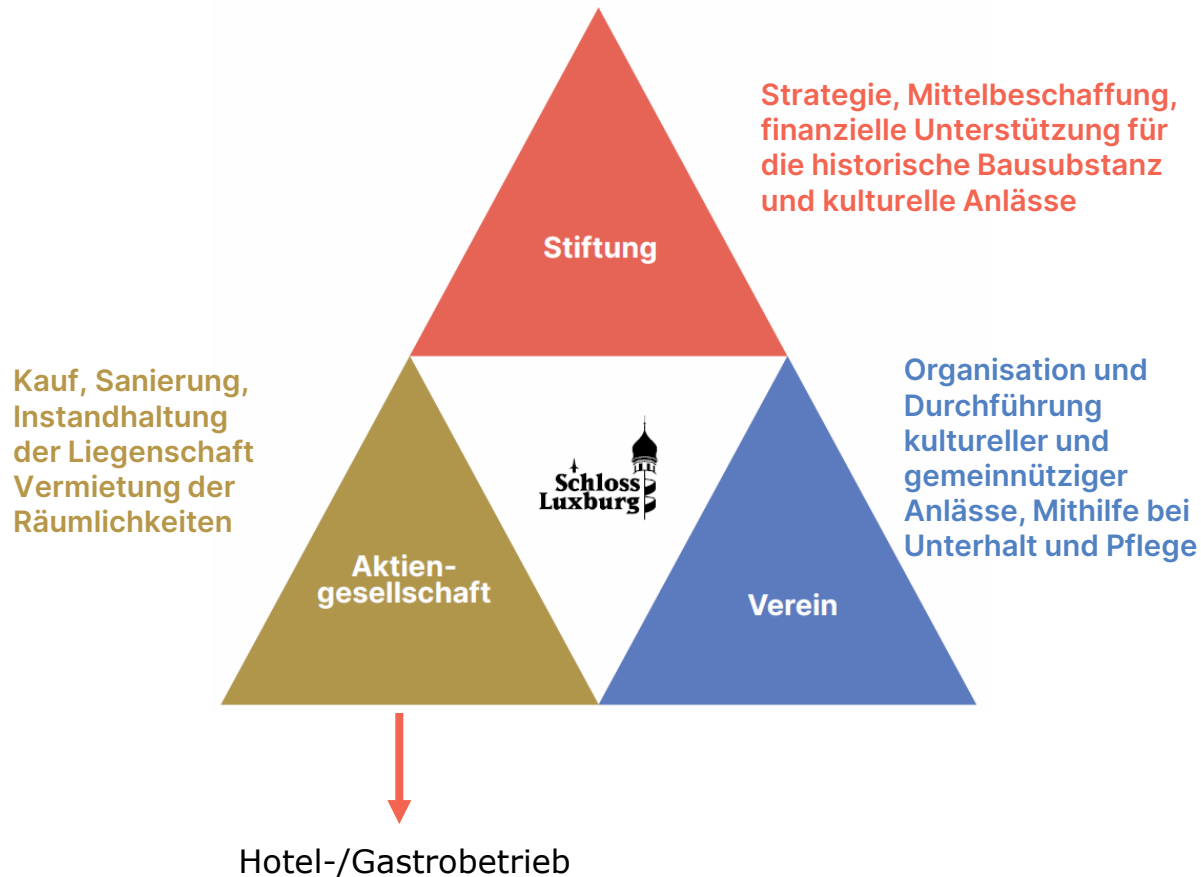 Strategie, Mittelbeschaffung,
finanzielle Unterstützung für
die historische Bausubstanz
und kulturelle Anlässe
Stiftung
Kauf, Sanierung,
Instandhaltung
der Liegenschaft
Vermietung der
Räumlichkeiten
Organisation und
Durchführung
kultureller und
gemeinnütziger
Anlässe, Mithilfe bei
Unterhalt und Pflege
Schloss
Luxburg
Aktien-
gesellschaft
Verein
Hotel-/Gastrobetrieb